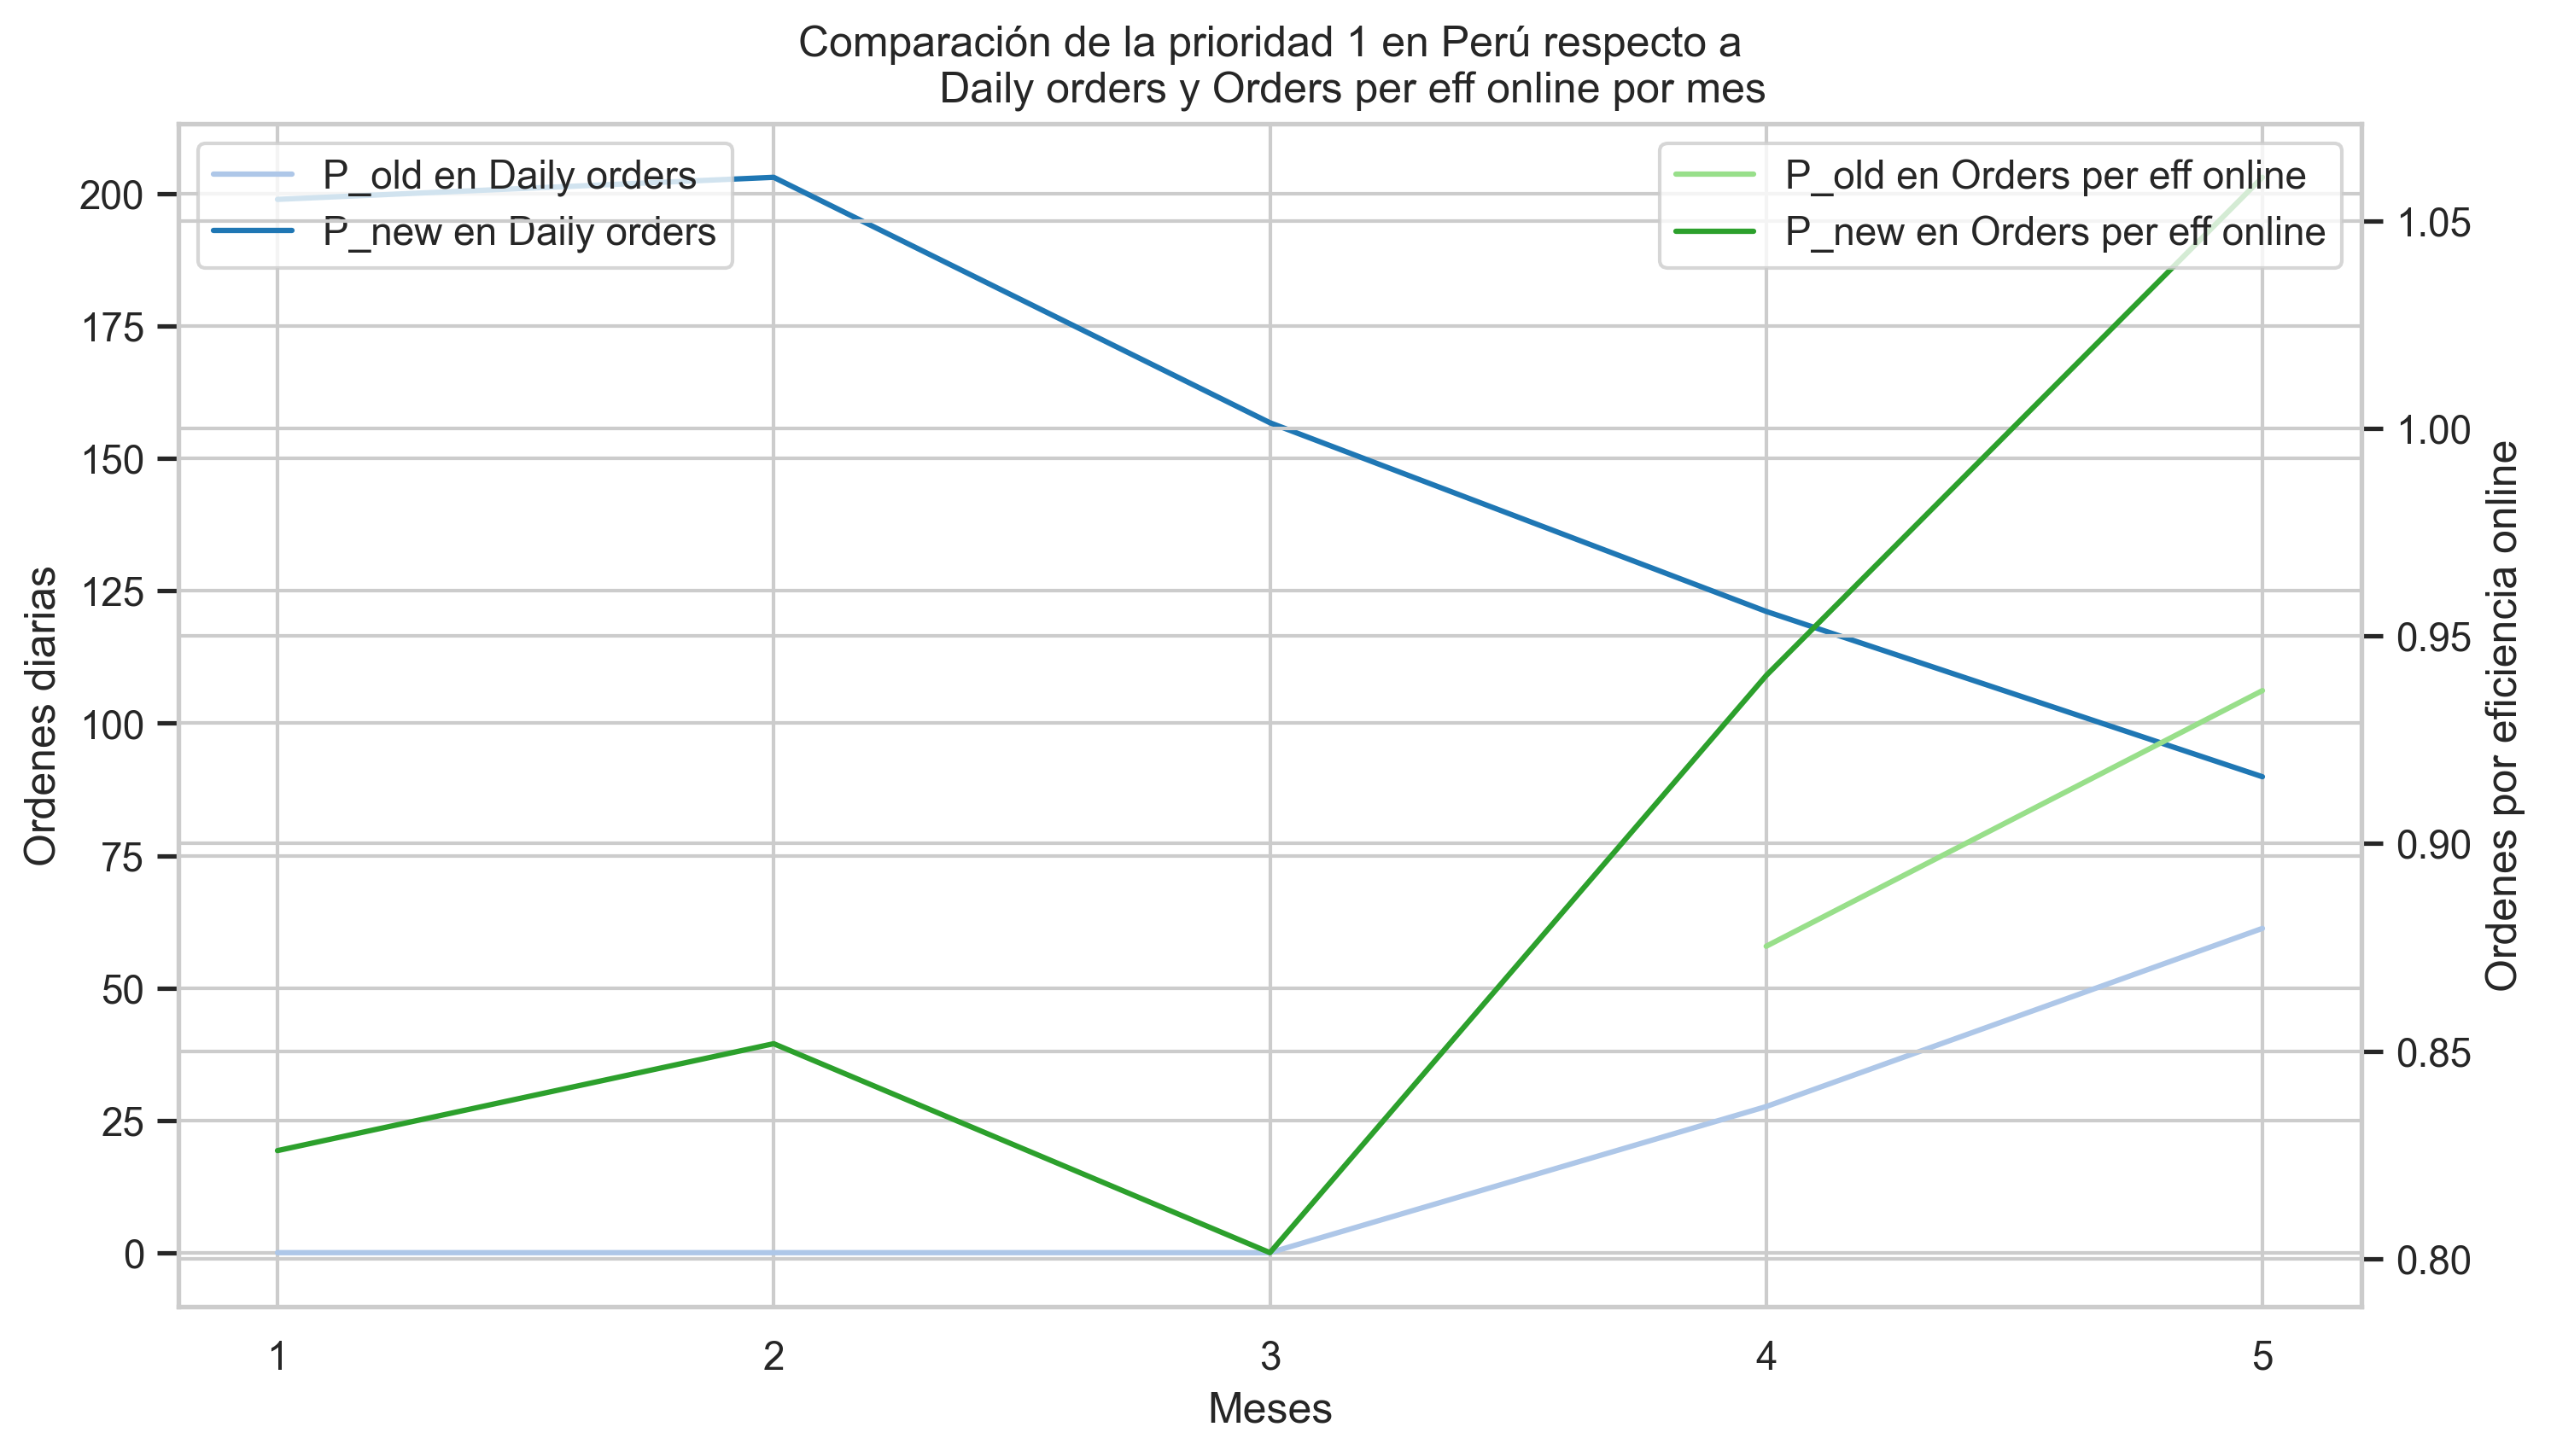 Comparación de la prioridad 1 en Perú respecto a
Daily orders y Orders per eff online por mes
P_old en Daily orders
P_new en Daily orders
P_old en Orders per eff online
P_new en Orders per eff online
Ordenes diarias
200
175
150
125
100
75
50
25
0
1.05
1.00
0.95
0.90
0.85
0.80
Ordenes por eficiencia online
1 2 3 4 5
Meses